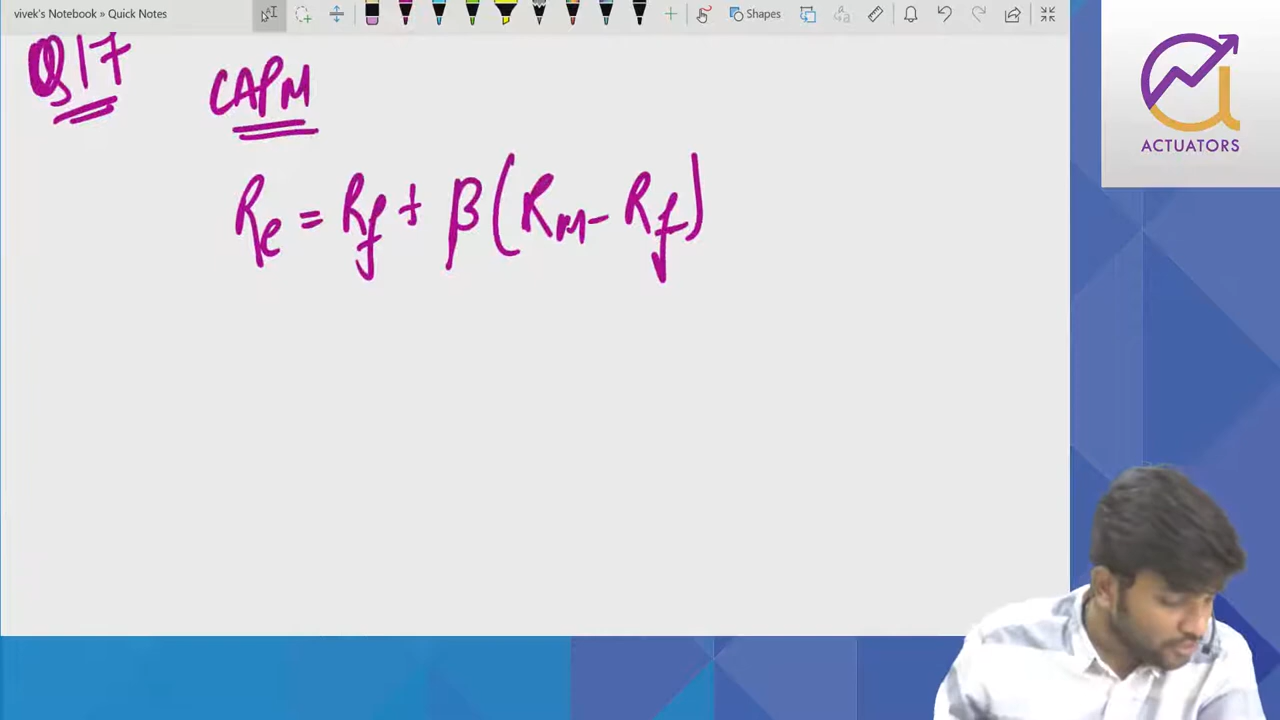 vivek's Notebook » Quick Notes
Shapes
Q17
CAPM
Re = Rf + β(RM - Rf)
ACTUATORS